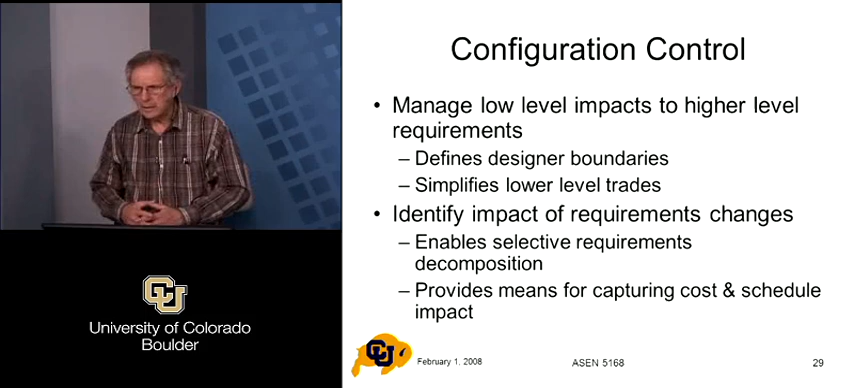 Configuration Control
• Manage low level impacts to higher level
requirements
– Defines designer boundaries
– Simplifies lower level trades
• Identify impact of requirements changes
– Enables selective requirements
decomposition
– Provides means for capturing cost & schedule
impact
CU
University of Colorado
Boulder
CU
February 1, 2008
ASEN 5168
29